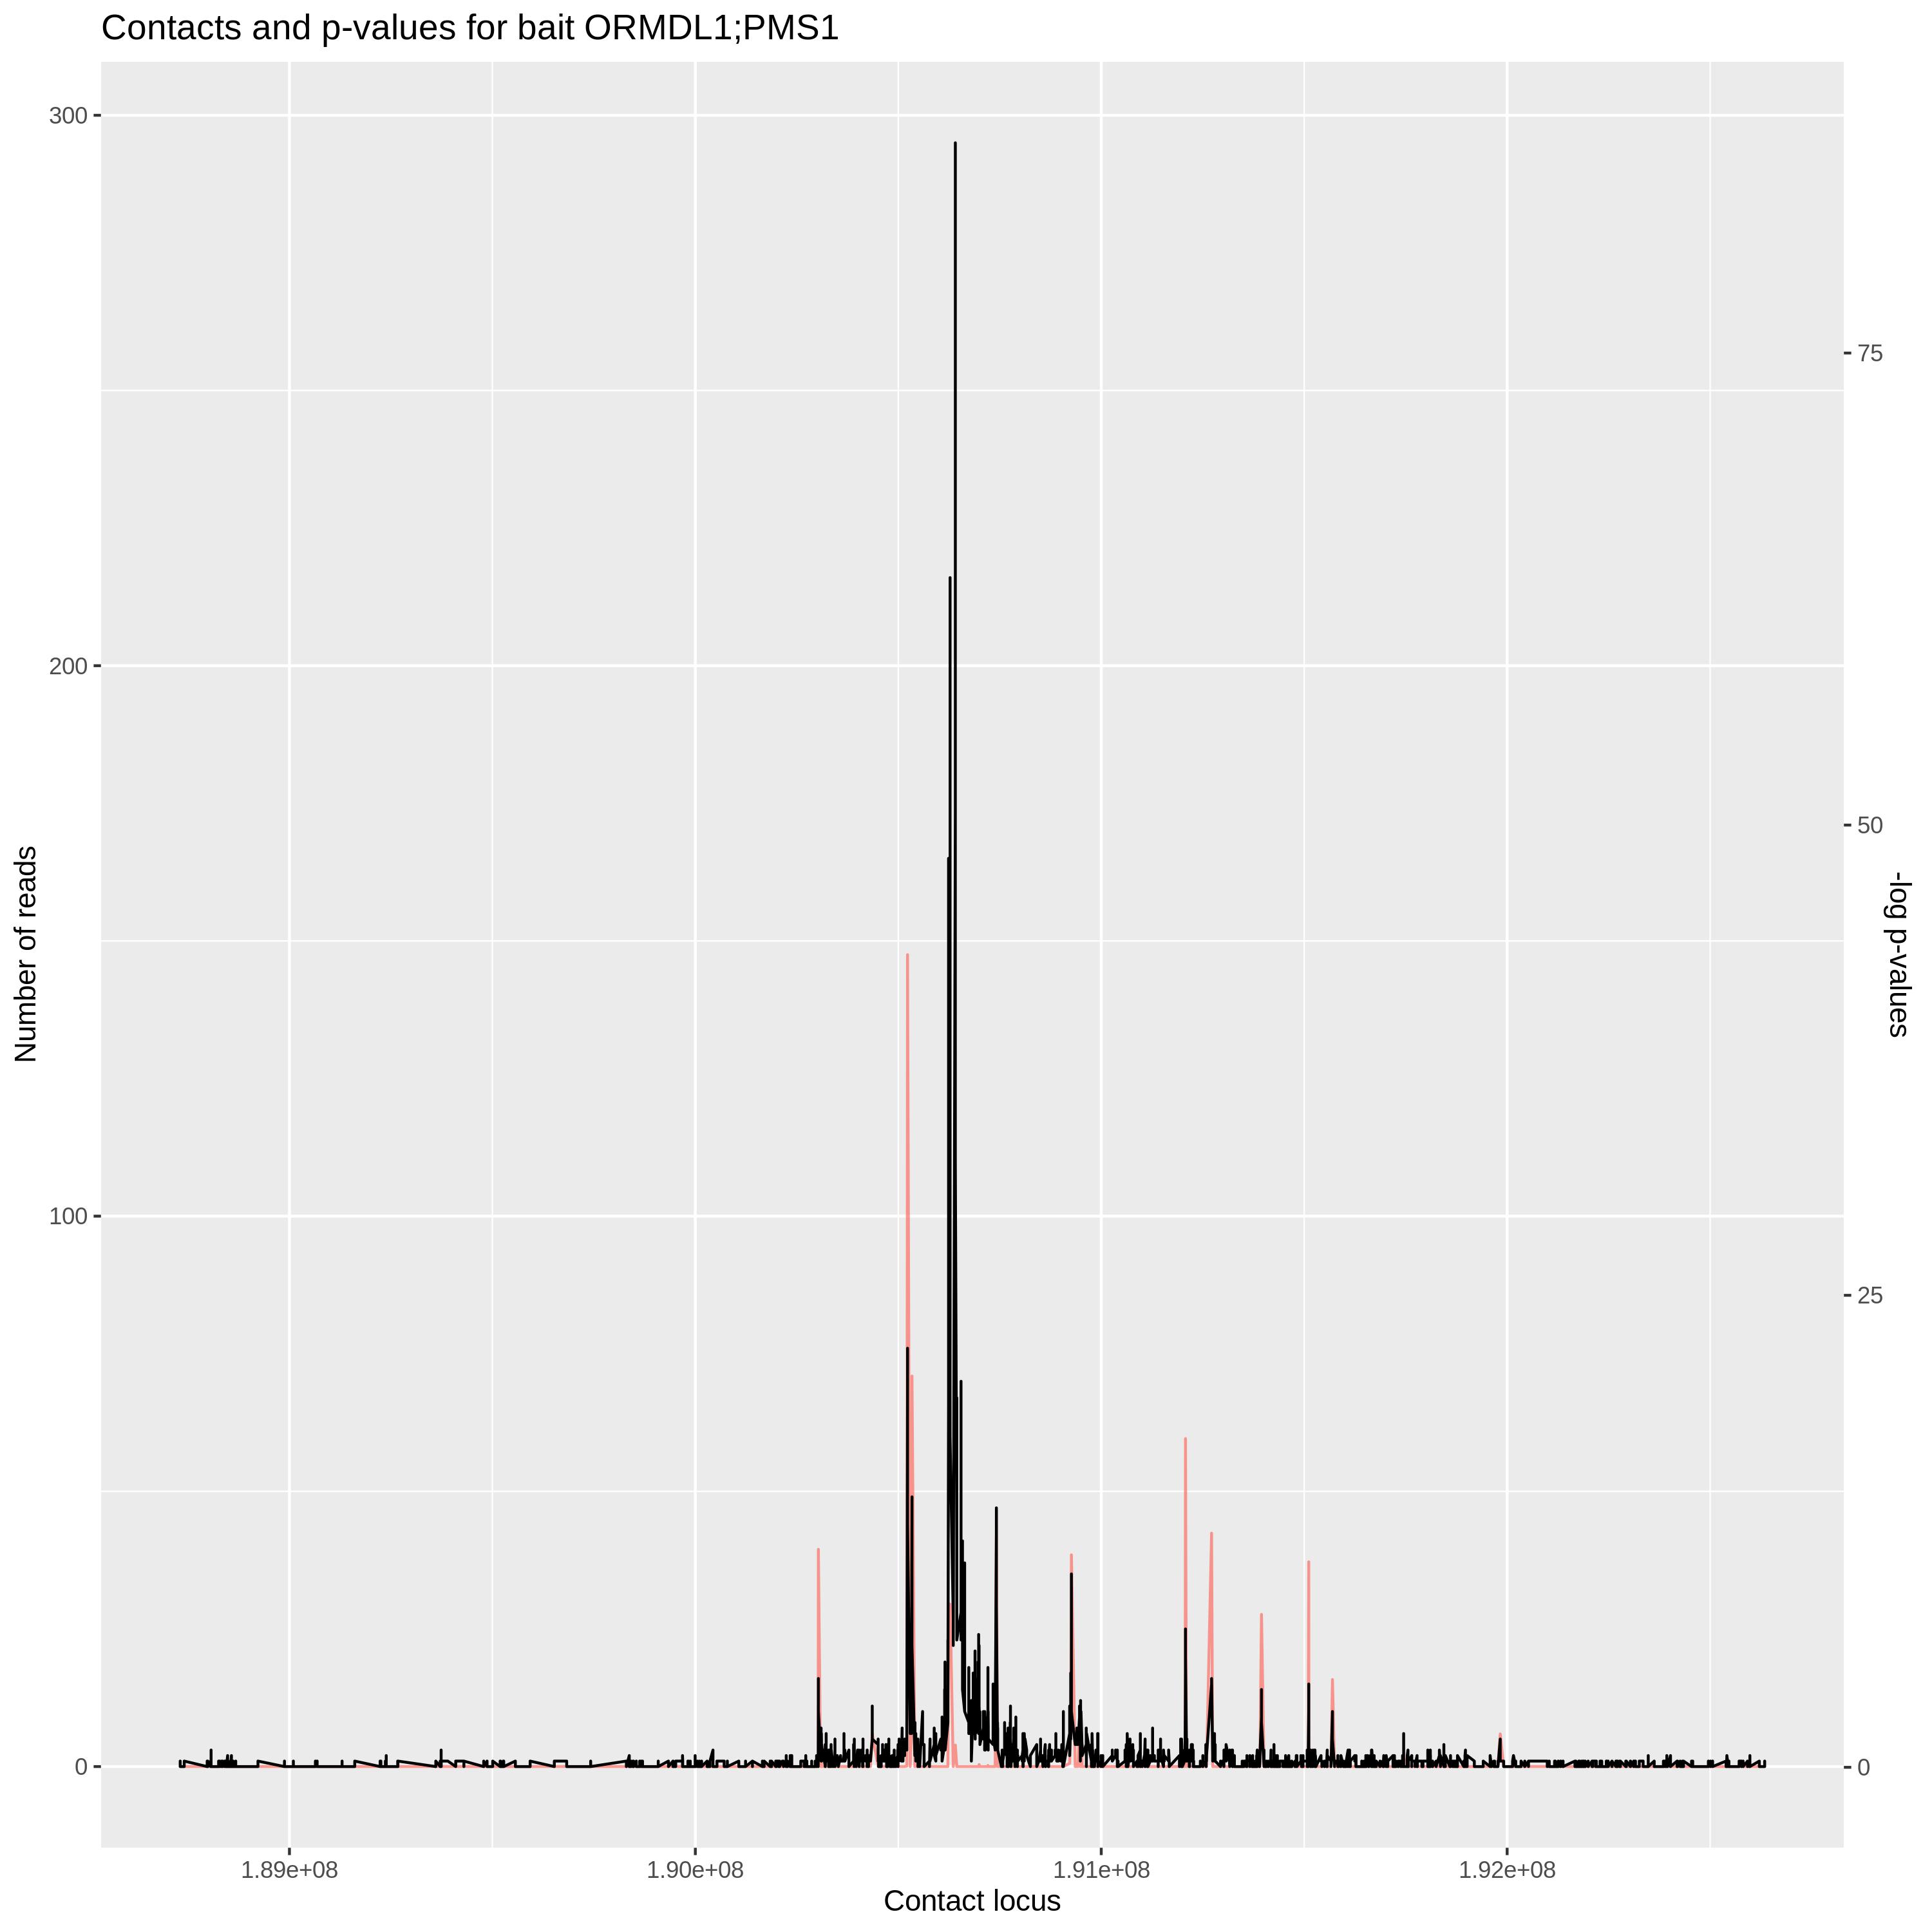 Contacts and p-values for bait ORMDL1;PMS1
300
200
100
0
Number of reads
75
50
25
0
-log p-values
1.89e+08 1.90e+08 1.91e+08 1.92e+08
Contact locus